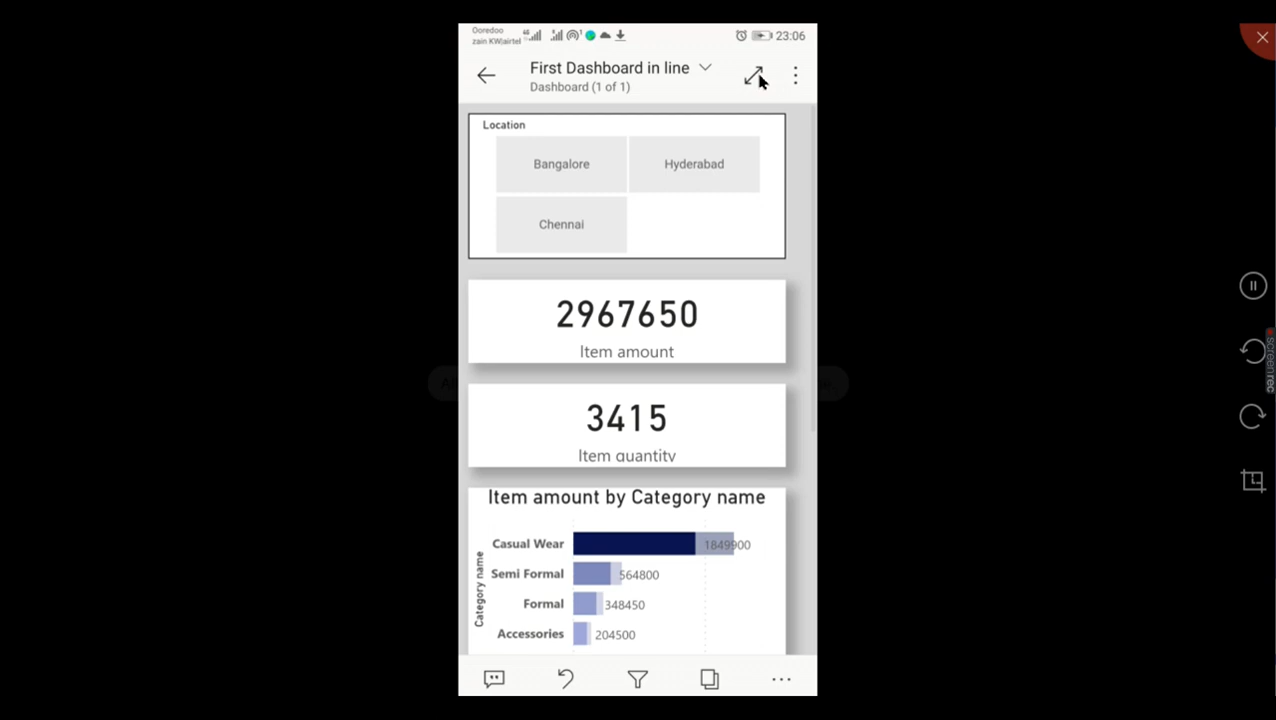 Ooredoo
zain KW|airtel
23:06
First Dashboard in line
Dashboard (1 of 1)
Location
Bangalore
Hyderabad
Chennai
2967650
Item amount
3415
Item quantity
Item amount by Category name
Category name
Casual Wear 1849900
Semi Formal 564800
Formal 348450
Accessories 204500
screenrec